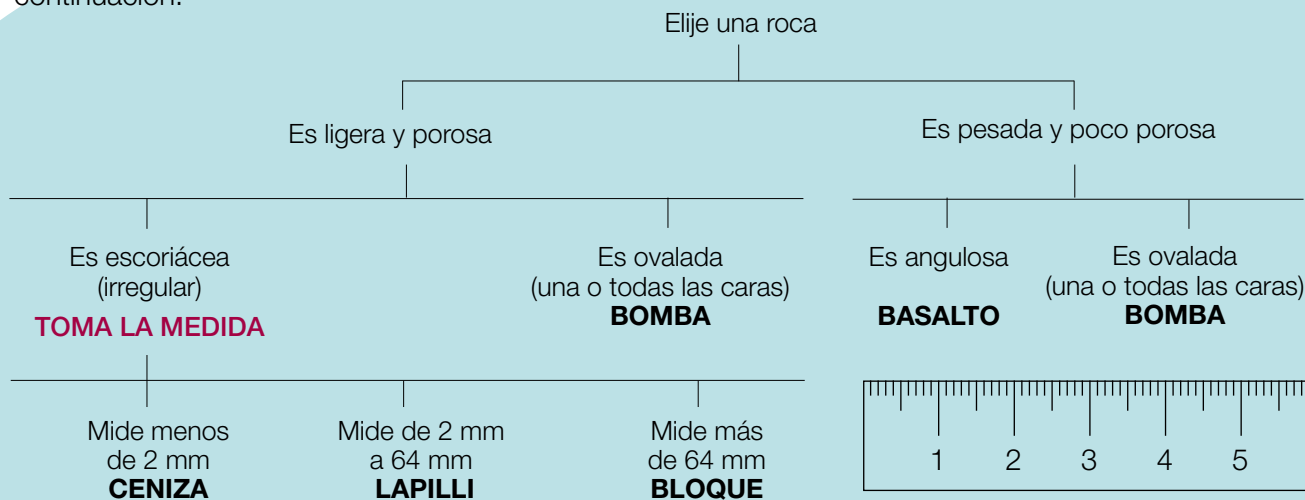 continuación.
Elije una roca
Es ligera y porosa
Es pesada y poco porosa
Es escoriácea
(irregular)
TOMA LA MEDIDA
Es ovalada
(una o todas las caras)
BOMBA
Es angulosa
BASALTO
Es ovalada
(una o todas las caras)
BOMBA
Mide menos
de 2 mm
CENIZA
Mide de 2 mm
a 64 mm
LAPILLI
Mide más
de 64 mm
BLOQUE
1 2 3 4 5